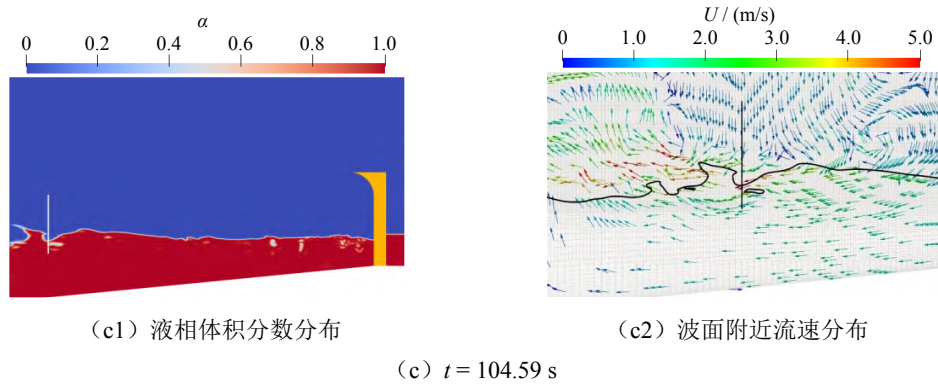 α
0 0.2 0.4 0.6 0.8 1.0
U / (m/s)
0 1.0 2.0 3.0 4.0 5.0
（c1）液相体积分数分布
（c2）波面附近流速分布
（c）t = 104.59 s